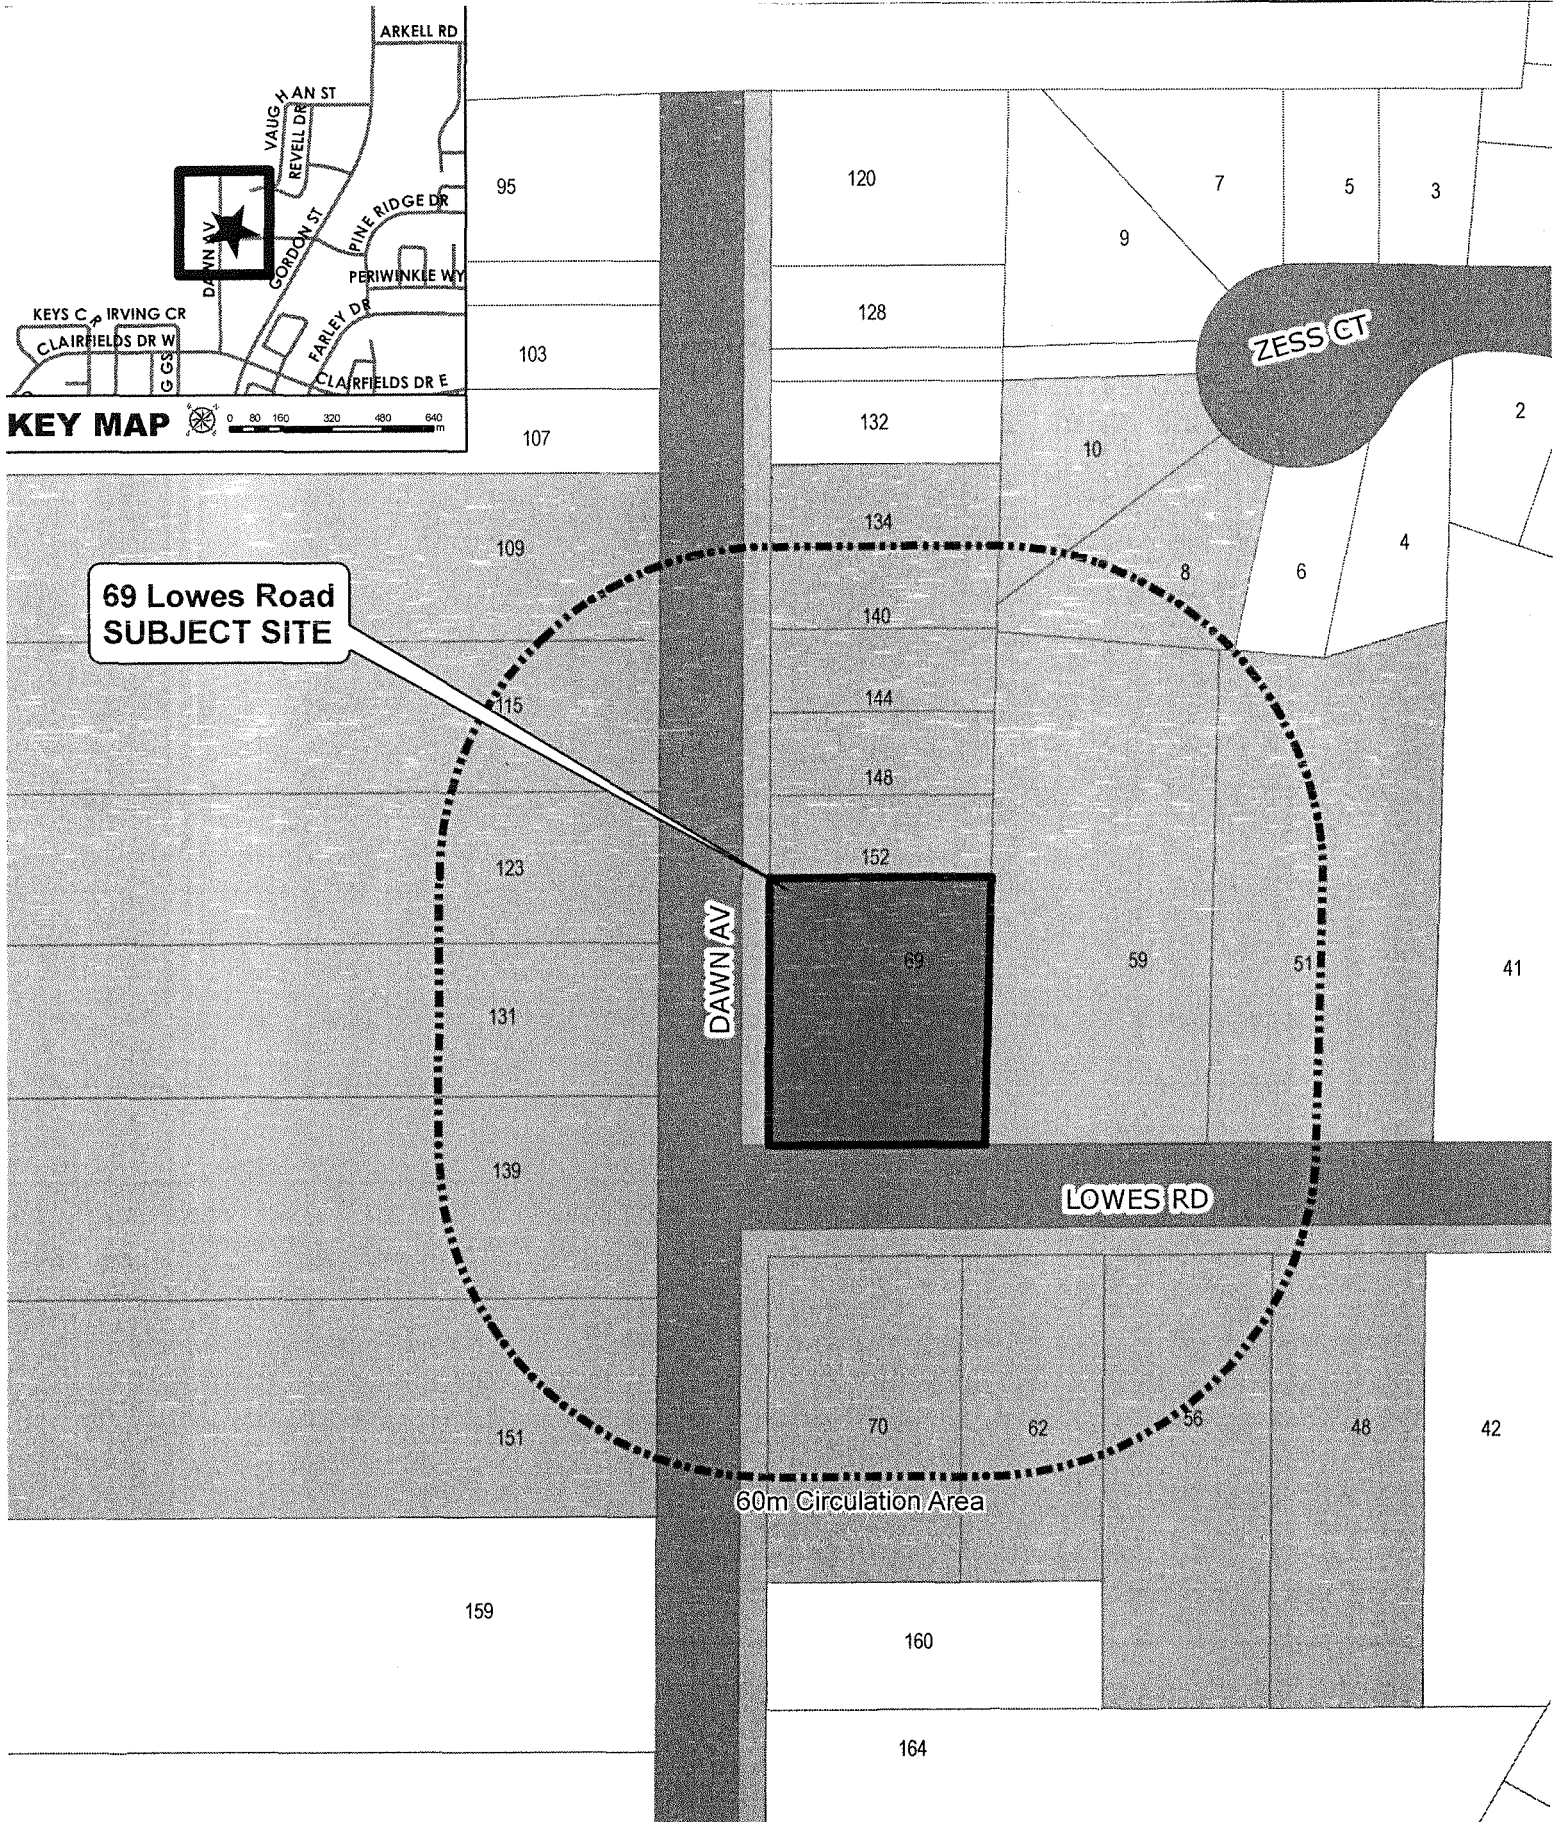 ARKELL RD
VAUGHAN ST
REVELL DR
DAWN AV
GORDON ST
PINE RIDGE DR
PERIWINKLE WY
KEYS CR
IRVING CR
CLAIRFIELDS DR W
FARLEY DR
G GS
CLAIRFIELDS DR E
KEY MAP
0 80 160 320 480 640
m
95
120
7
5
3
9
128
ZESS CT
103
107
132
10
2
109
134
8
6
4
69 Lowes Road
SUBJECT SITE
140
115
144
148
123
152
DAWN AV
69
59
51
41
131
139
LOWES RD
151
70
62
56
48
42
60m Circulation Area
159
160
164